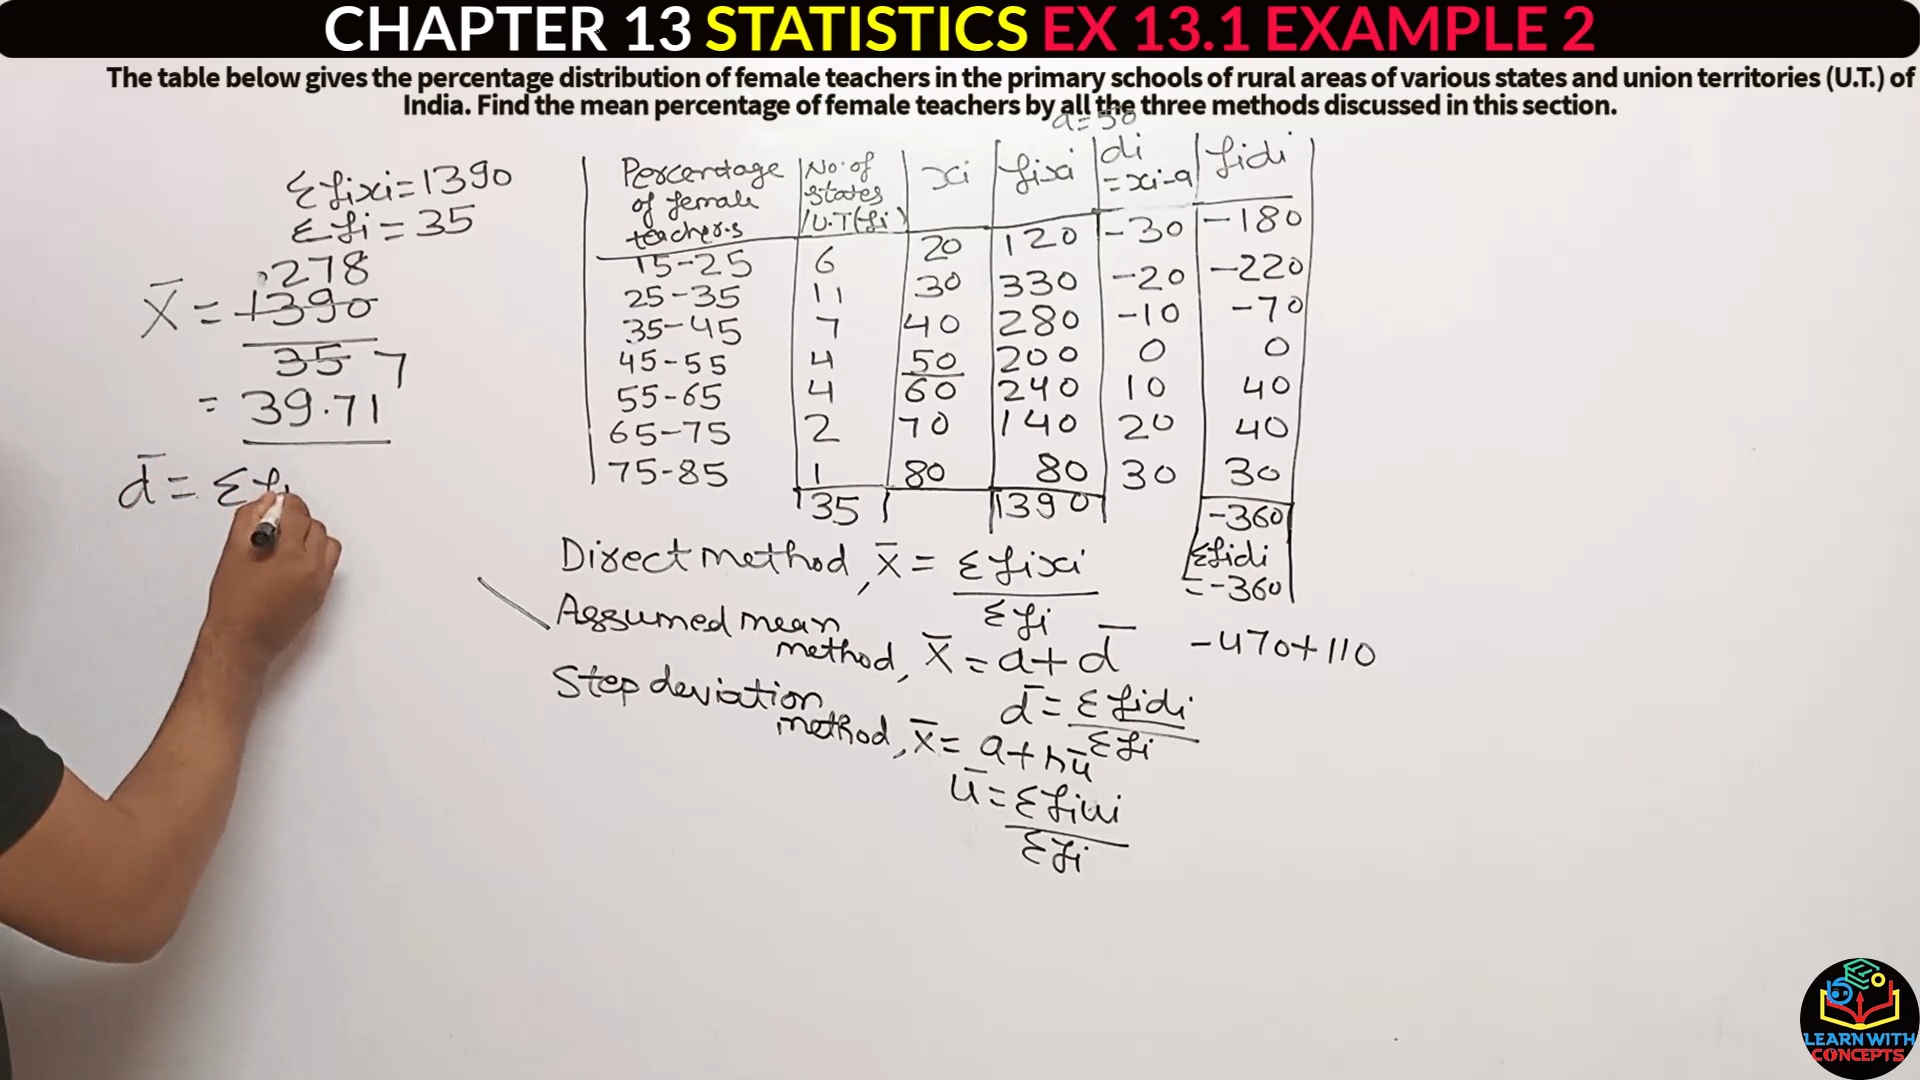 CHAPTER 13 STATISTICS EX 13.1 EXAMPLE 2
The table below gives the percentage distribution of female teachers in the primary schools of rural areas of various states and union territories (U.T.) of
India. Find the mean percentage of female teachers by all the three methods discussed in this section.
a=50
Σfixi=1390
Σfi=35
278
x̄ = 1390
35 7
= 39.71
d̄ = Σf
Percentage of female teachers | No. of states /U.T(fi) | xi | fixi | di =xi-a | fidi
15-25 6 20 120 -30 -180
25-35 11 30 330 -20 -220
35-45 7 40 280 -10 -70
45-55 4 50 200 0 0
55-65 4 60 240 10 40
65-75 2 70 140 20 40
75-85 1 80 80 30 30
35 1390 -360
Σfidi
= -360
Direct method, x̄ = Σfixi
Σfi
Assumed mean
method, x̄ = a+d̄
-470+110
d̄ = Σfidi
Σfi
Step deviation
method, x̄ = a+hū
ū = Σfiui
Σfi
LEARN WITH
CONCEPTS